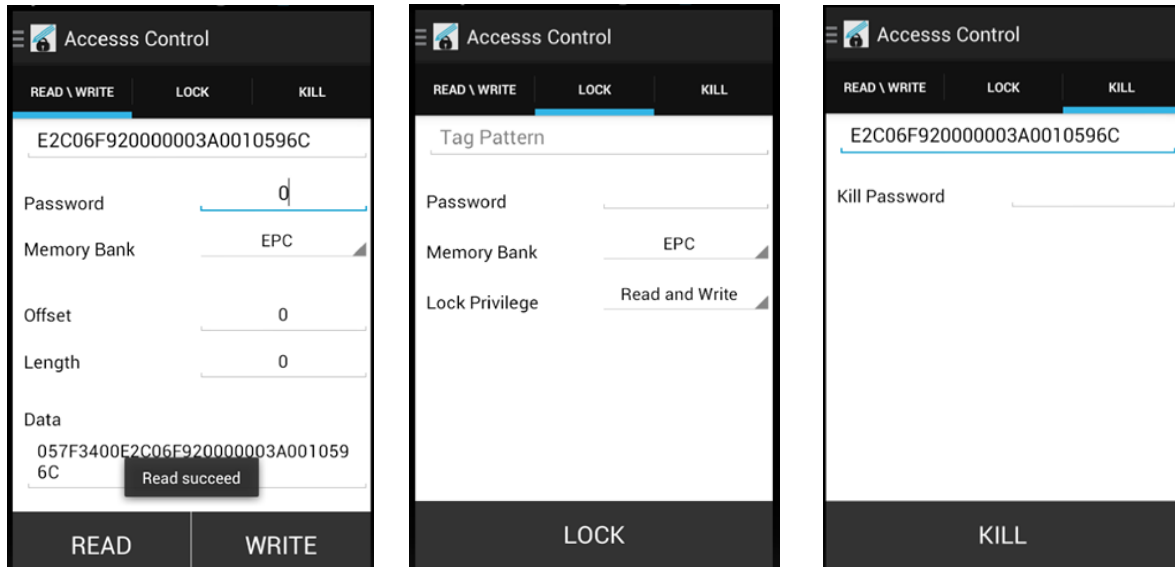 Accesss Control
READ \ WRITE LOCK KILL
E2C06F920000003A0010596C
Password 0
Memory Bank EPC
Offset 0
Length 0
Data
057F3400E2C06F920000003A001059
6C
Read succeed
READ WRITE
Accesss Control
READ \ WRITE LOCK KILL
Tag Pattern
Password
Memory Bank EPC
Lock Privilege Read and Write
LOCK
Accesss Control
READ \ WRITE LOCK KILL
E2C06F920000003A0010596C
Kill Password
KILL